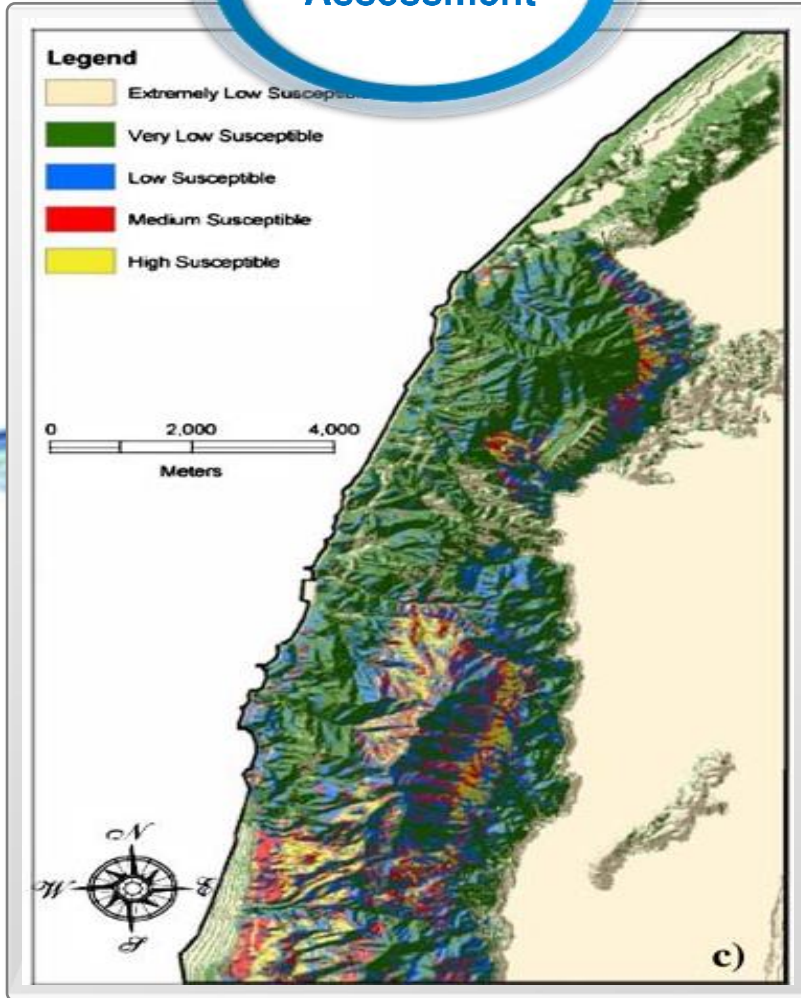 Assessment
Legend
Extremely Low
Very Low Susceptible
Low Susceptible
Medium Susceptible
High Susceptible
0 2,000 4,000
Meters
N
W E
S
c)